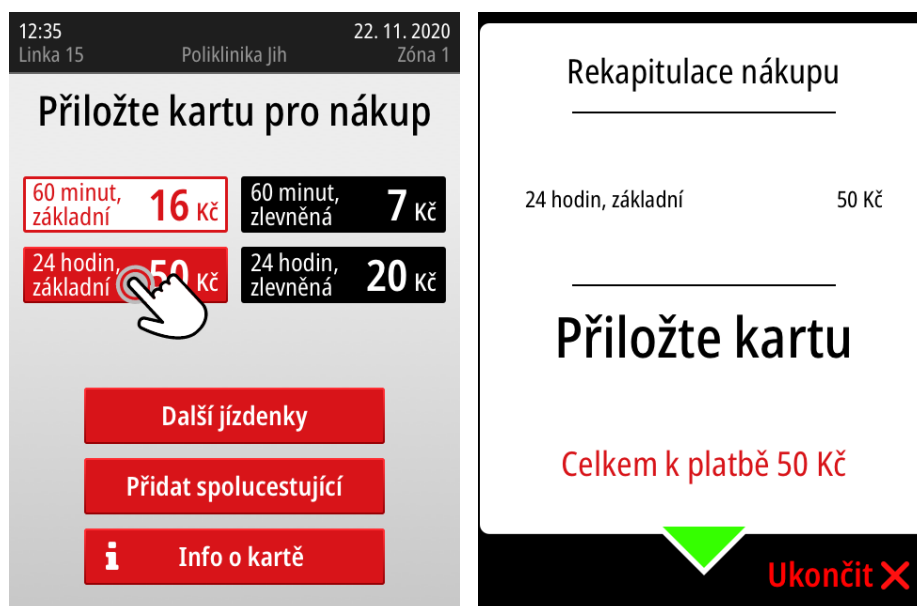 12:35 22. 11. 2020
Linka 15 Poliklinika Jih Zóna 1
Přiložte kartu pro nákup
60 minut,
základní 16 Kč
60 minut,
zlevněná 7 Kč
24 hodin,
základní 50 Kč
24 hodin,
zlevněná 20 Kč
Další jízdenky
Přidat spolucestující
Info o kartě
Rekapitulace nákupu
24 hodin, základní 50 Kč
Přiložte kartu
Celkem k platbě 50 Kč
Ukončit